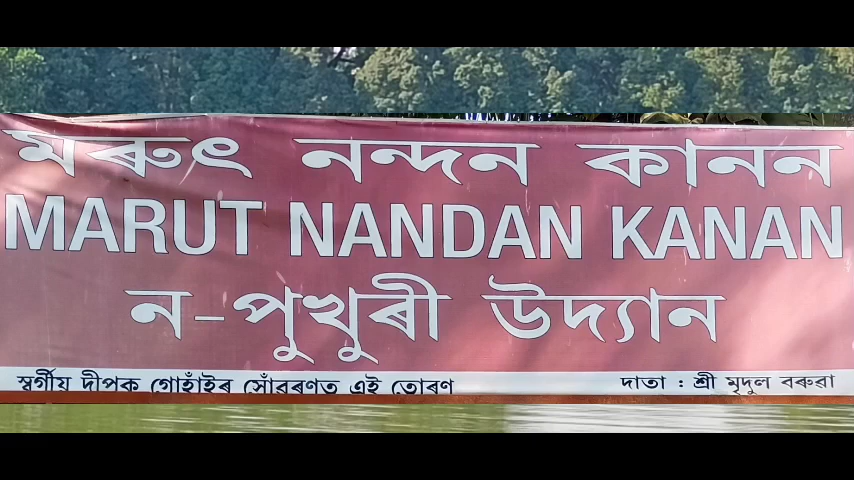 মৰুৎ নন্দন কানন
MARUT NANDAN KANAN
ন-পুখুৰী উদ্যান
স্বৰ্গীয় দীপক গোহাঁইৰ সোঁৱৰণত এই তোৰণ দাতা : শ্ৰী মৃদুল বৰুৱা